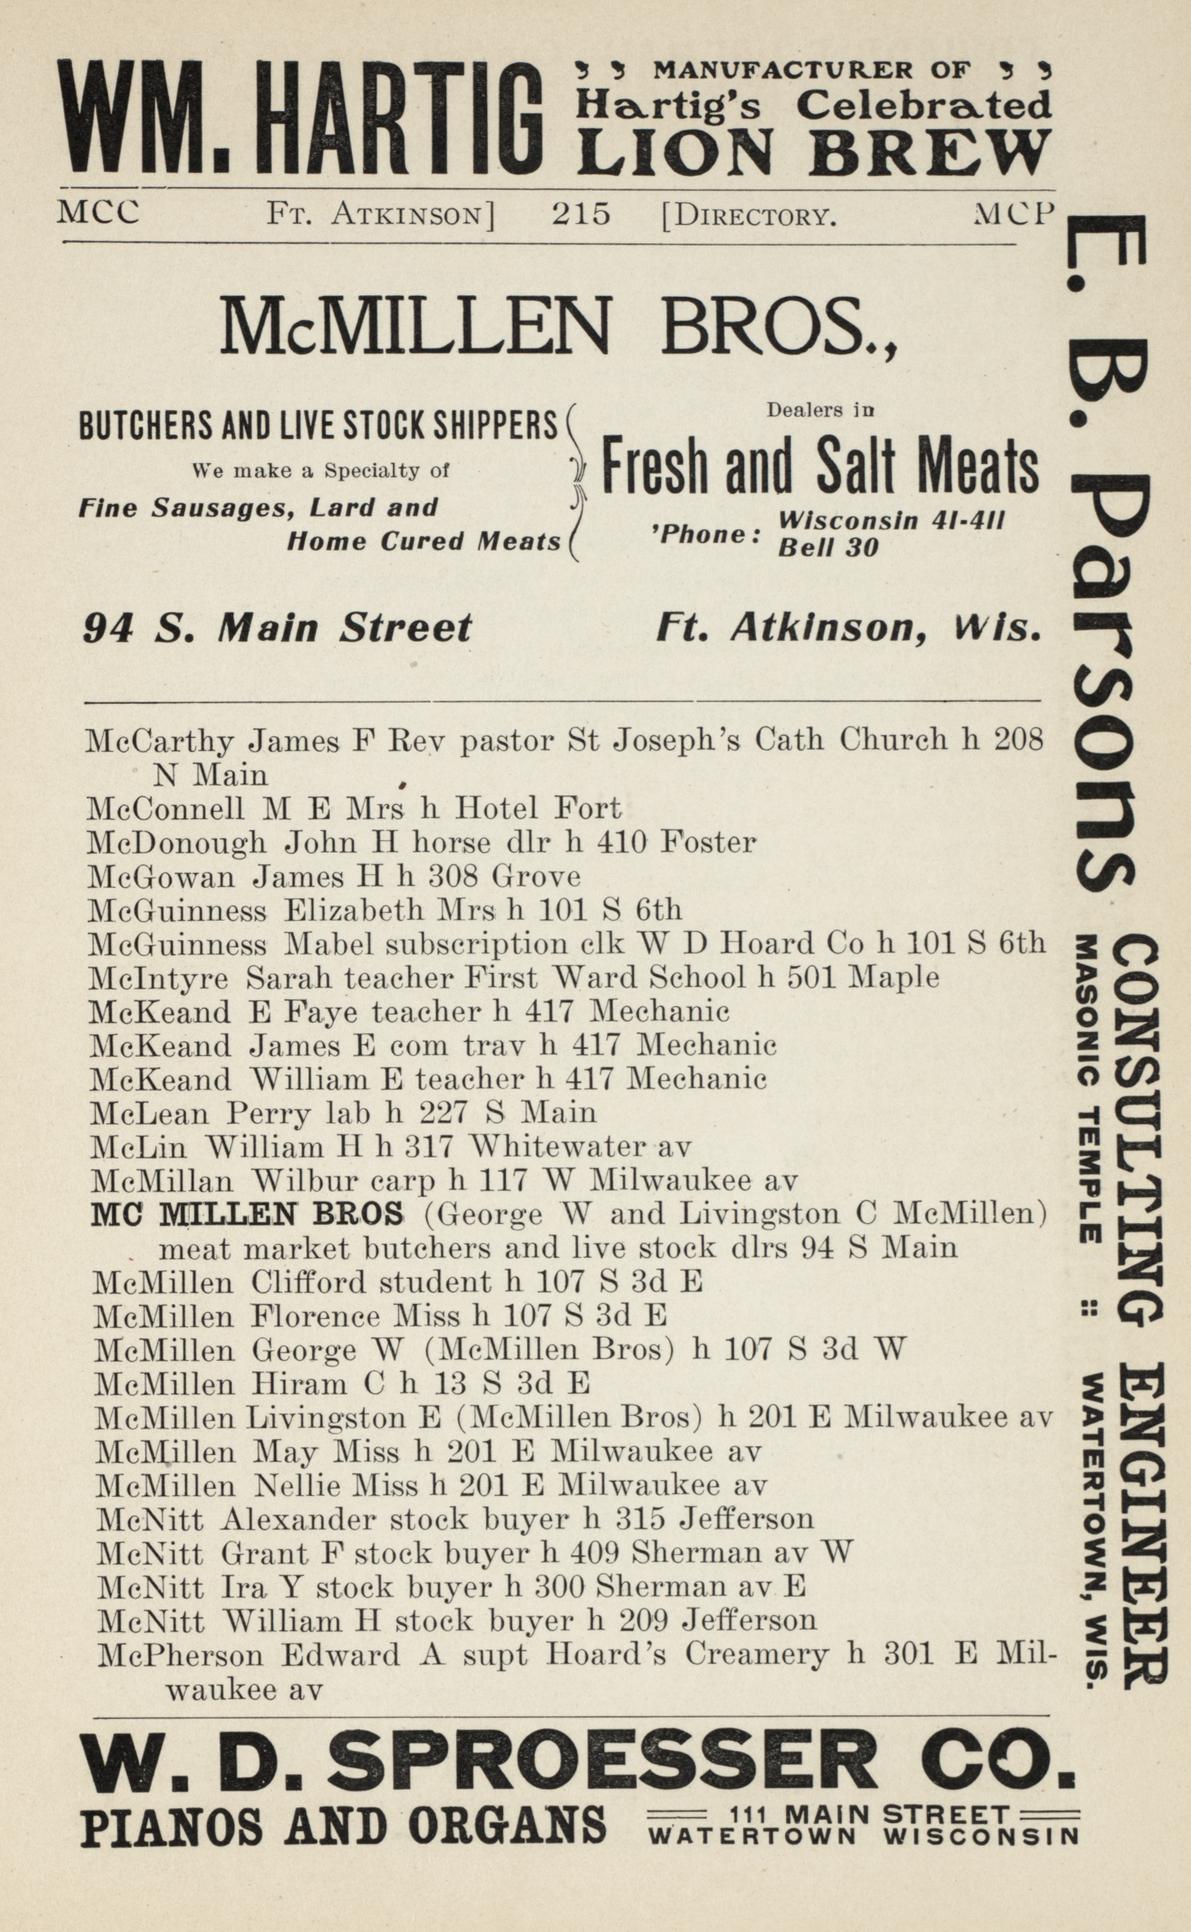 WM. HARTIG
MANUFACTURER OF
Hartig's Celebrated
LION BREW
MCC FT. ATKINSON] 215 [DIRECTORY. MCP
McMILLEN BROS.,
BUTCHERS AND LIVE STOCK SHIPPERS
We make a Specialty of
Fine Sausages, Lard and
Home Cured Meats
Dealers in
Fresh and Salt Meats
'Phone: Wisconsin 41-411
Bell 30
94 S. Main Street Ft. Atkinson, Wis.
McCarthy James F Rev pastor St Joseph's Cath Church h 208
N Main
McConnell M E Mrs h Hotel Fort
McDonough John H horse dlr h 410 Foster
McGowan James H h 308 Grove
McGuinness Elizabeth Mrs h 101 S 6th
McGuinness Mabel subscription clk W D Hoard Co h 101 S 6th
McIntyre Sarah teacher First Ward School h 501 Maple
McKeand E Faye teacher h 417 Mechanic
McKeand James E com trav h 417 Mechanic
McKeand William E teacher h 417 Mechanic
McLean Perry lab h 227 S Main
McLin William H h 317 Whitewater av
McMillan Wilbur carp h 117 W Milwaukee av
MC MILLEN BROS (George W and Livingston C McMillen)
meat market butchers and live stock dlrs 94 S Main
McMillen Clifford student h 107 S 3d E
McMillen Florence Miss h 107 S 3d E
McMillen George W (McMillen Bros) h 107 S 3d W
McMillen Hiram C h 13 S 3d E
McMillen Livingston E (McMillen Bros) h 201 E Milwaukee av
McMillen May Miss h 201 E Milwaukee av
McMillen Nellie Miss h 201 E Milwaukee av
McNitt Alexander stock buyer h 315 Jefferson
McNitt Grant F stock buyer h 409 Sherman av W
McNitt Ira Y stock buyer h 300 Sherman av E
McNitt William H stock buyer h 209 Jefferson
McPherson Edward A supt Hoard's Creamery h 301 E Mil-
waukee av
E. B. Parsons
CONSULTING ENGINEER
MASONIC TEMPLE :: WATERTOWN, WIS.
W. D. SPROESSER CO.
PIANOS AND ORGANS
111 MAIN STREET
WATERTOWN WISCONSIN